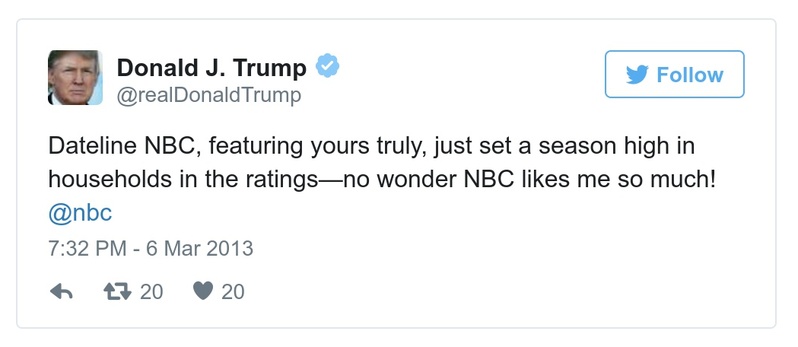 Donald J. Trump
Follow
@realDonaldTrump
Dateline NBC, featuring yours truly, just set a season high in
households in the ratings—no wonder NBC likes me so much!
@nbc
7:32 PM - 6 Mar 2013
20 20